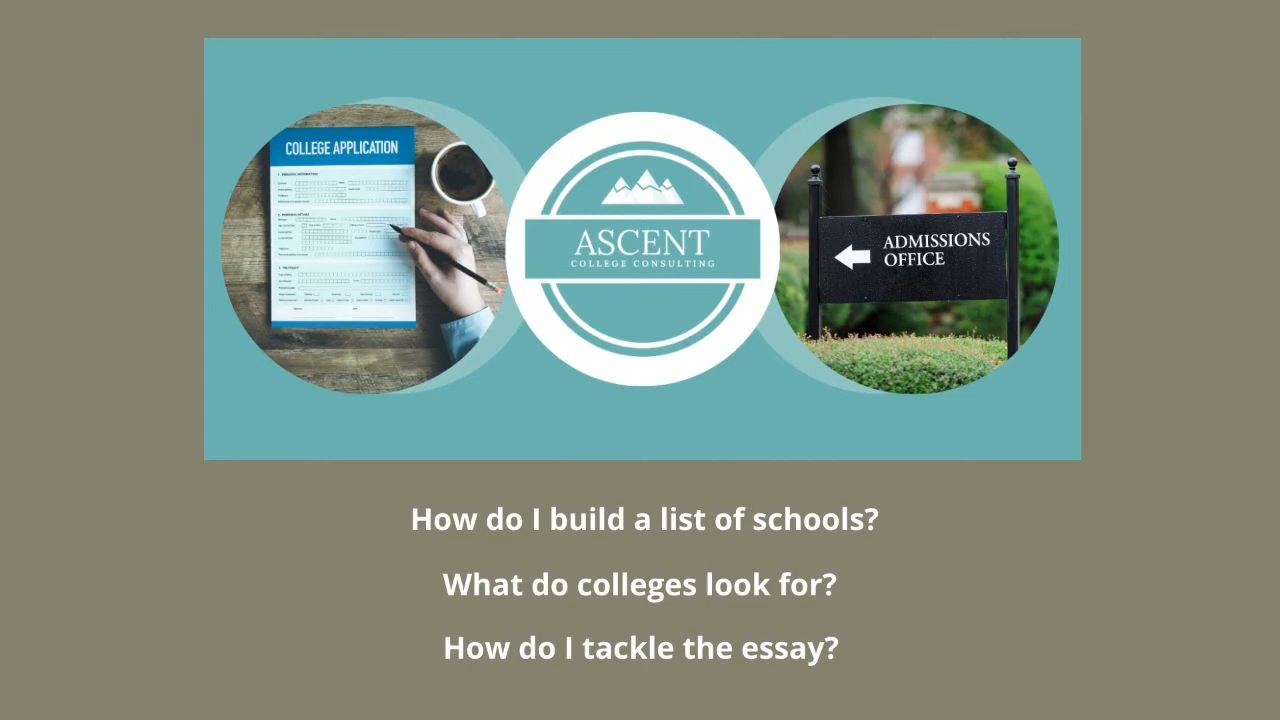 COLLEGE APPLICATION
ASCENT
COLLEGE CONSULTING
ADMISSIONS
OFFICE
How do I build a list of schools?
What do colleges look for?
How do I tackle the essay?